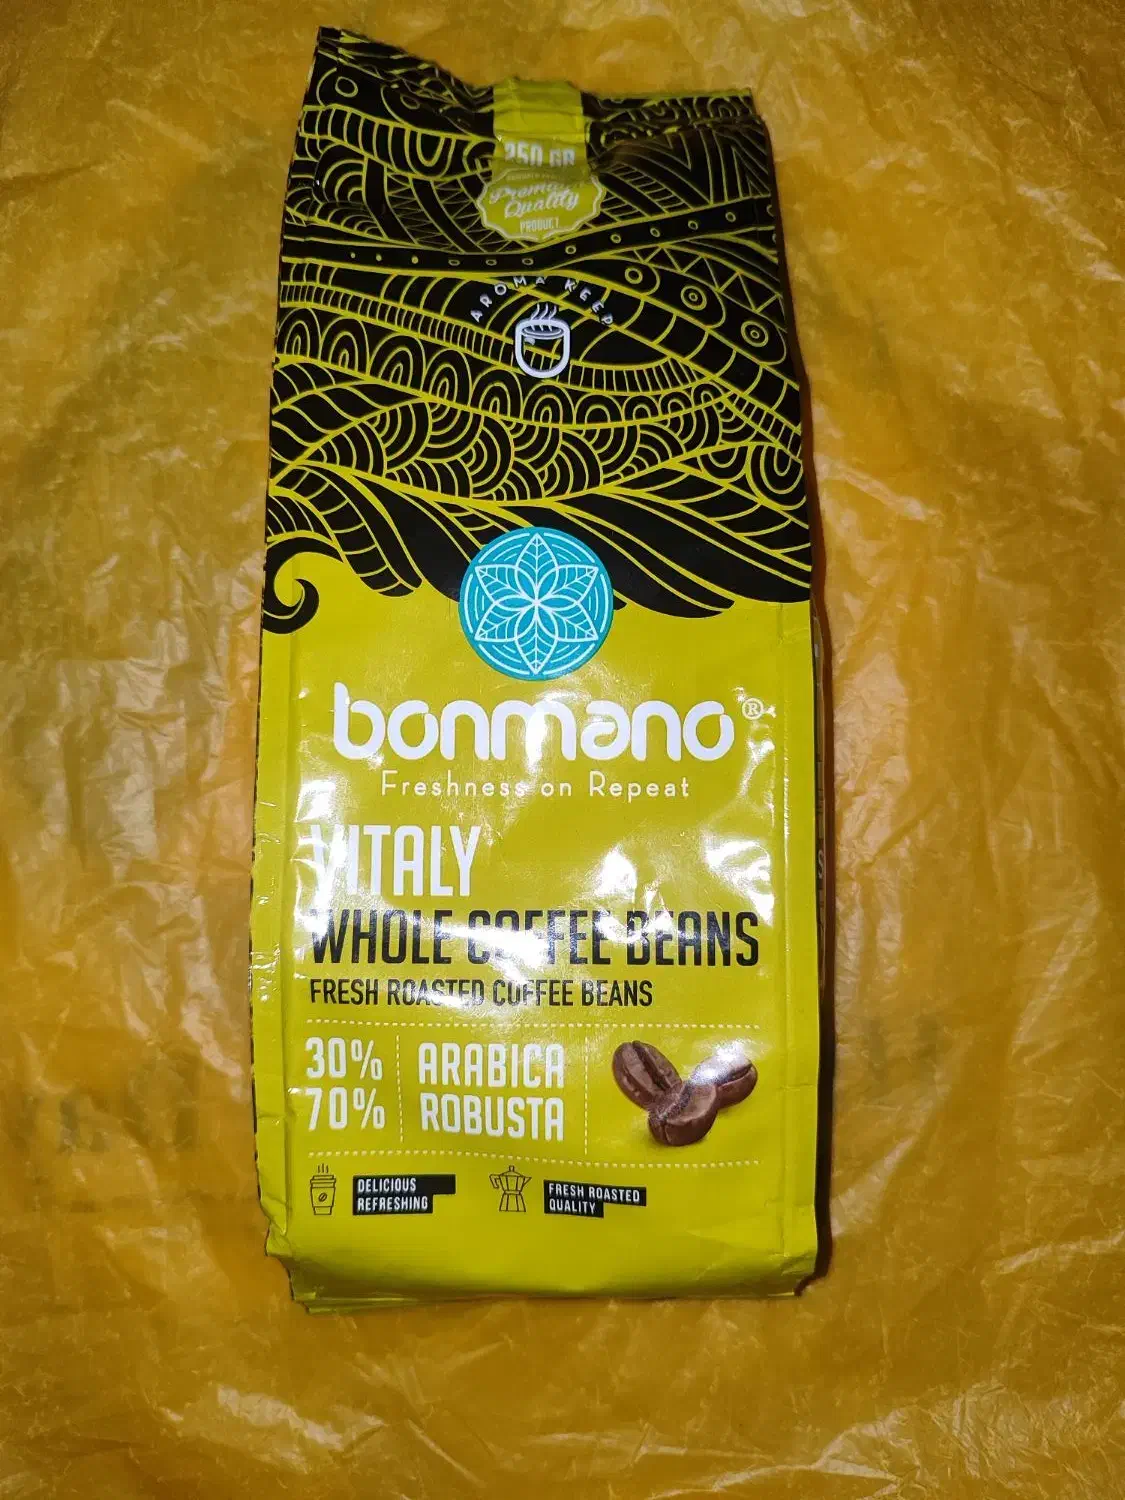 250 GR
Premium
Quality
PRODUCT
AROMA KEEP
bonmano®
Freshness on Repeat
VITALY
WHOLE COFFEE BEANS
FRESH ROASTED COFFEE BEANS
30% ARABICA
70% ROBUSTA
DELICIOUS
REFRESHING
FRESH ROASTED
QUALITY